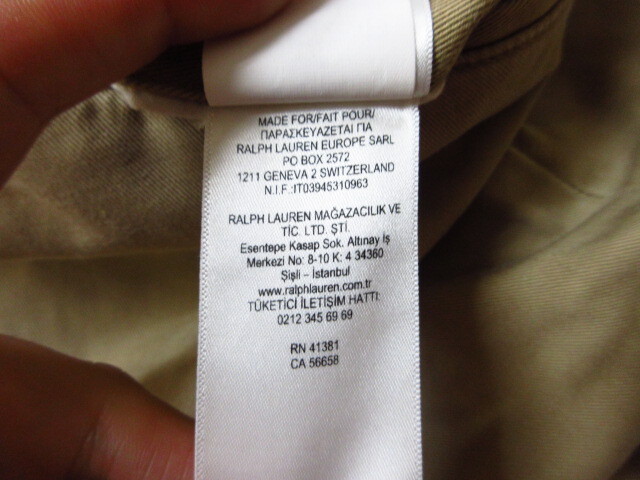 MADE FOR/FAIT POUR/
ΠΑΡΑΣΚΕΥΑΖΕΤΑΙ ΓΙΑ
RALPH LAUREN EUROPE SARL
PO BOX 2572
1211 GENEVA 2 SWITZERLAND
N.I.F.:IT03945310963
RALPH LAUREN MAĞAZACILIK VE
TİC. LTD. ŞTİ.
Esentepe Kasap Sok. Altınay İş
Merkezi No: 8-10 K: 4 34360
Şişli – İstanbul
www.ralphlauren.com.tr
TÜKETİCİ İLETİŞİM HATTI:
0212 345 69 69
RN 41381
CA 56658